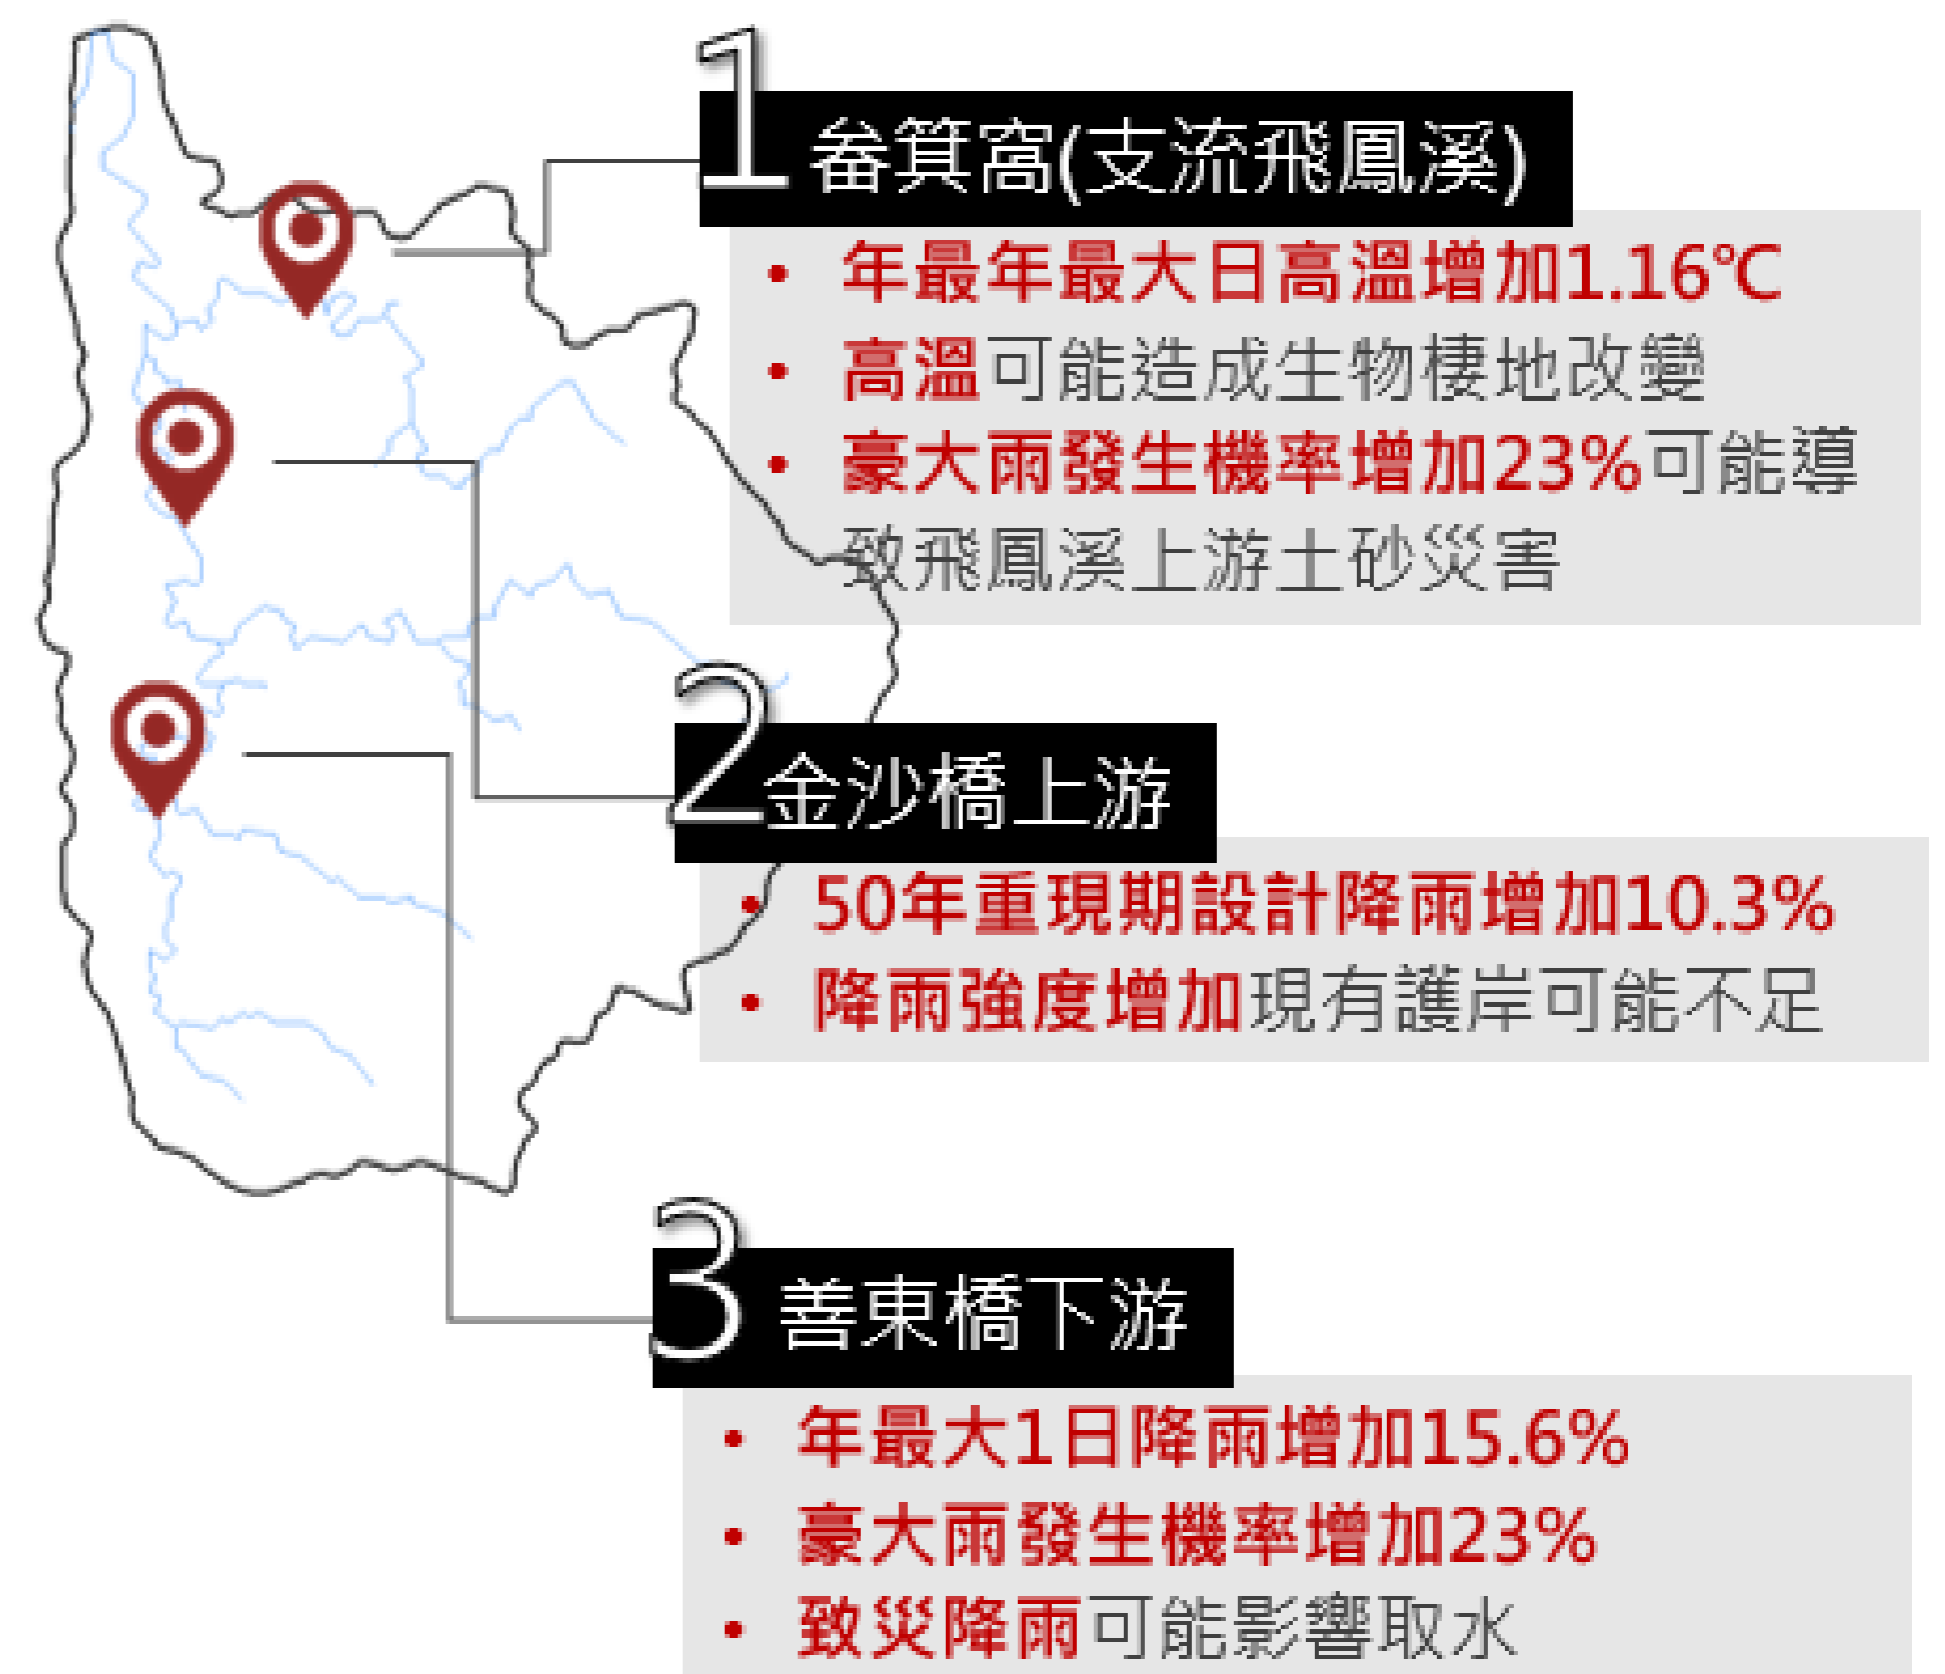 1 畚箕窩(支流飛鳳溪)
• 年最年最大日高溫增加1.16℃
• 高溫可能造成生物棲地改變
• 豪大雨發生機率增加23%可能導
致飛鳳溪上游土砂災害
2 金沙橋上游
• 50年重現期設計降雨增加10.3%
• 降雨強度增加現有護岸可能不足
3 善東橋下游
• 年最大1日降雨增加15.6%
• 豪大雨發生機率增加23%
• 致災降雨可能影響取水